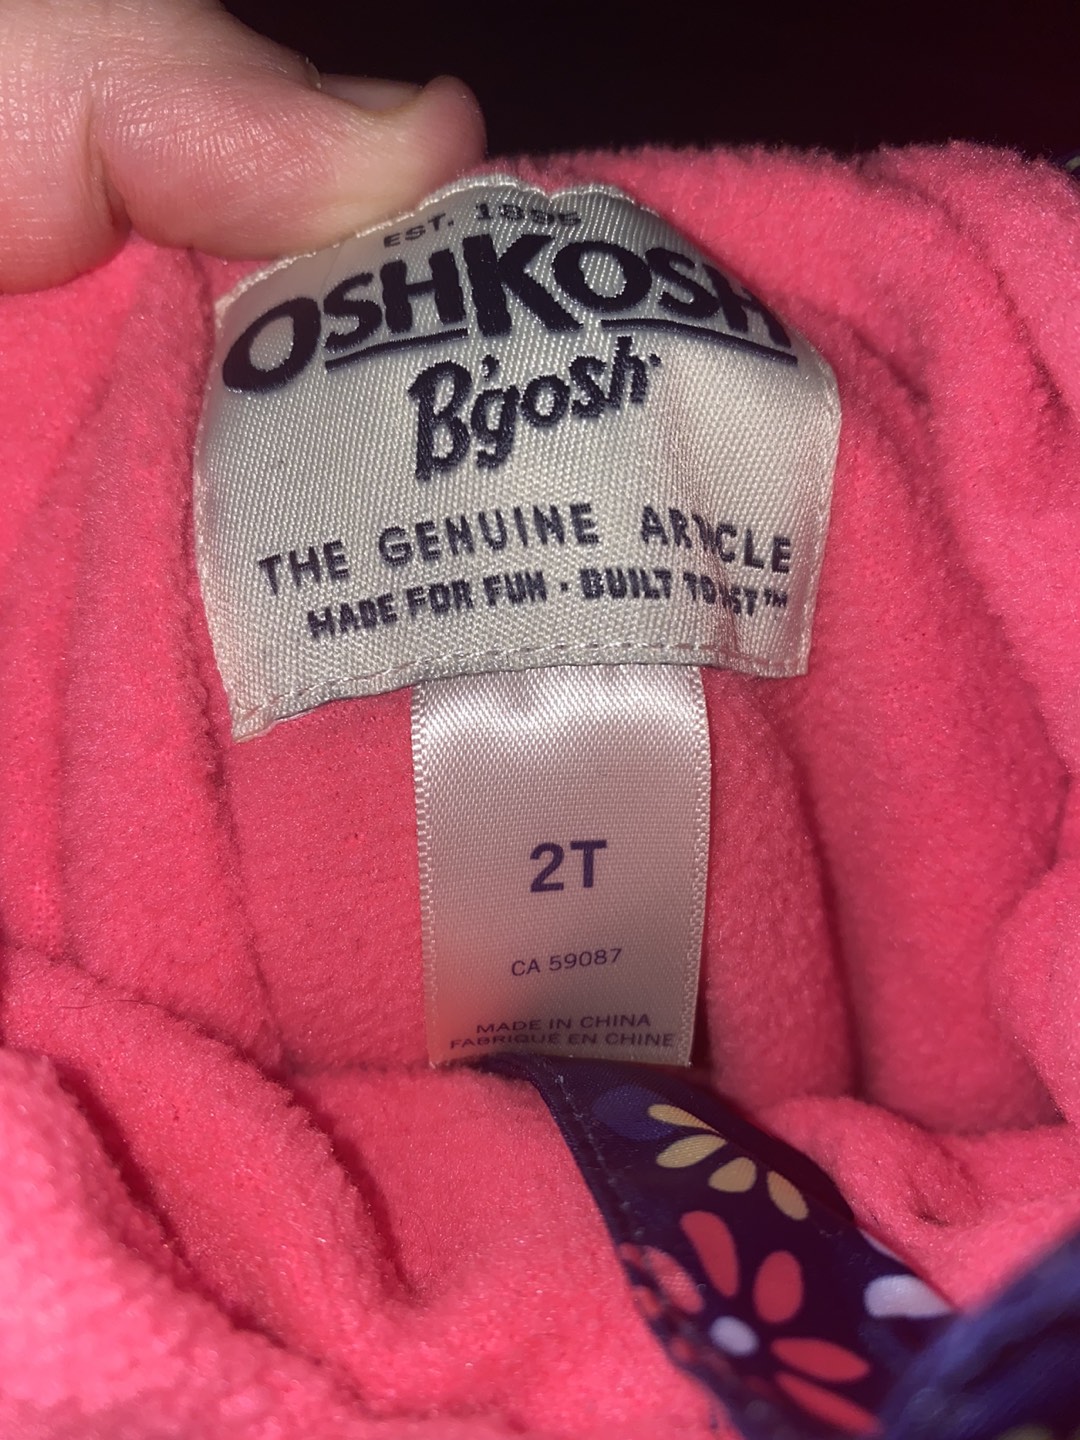 EST. 1895
OSHKOSH
B'gosh
THE GENUINE ARTICLE
MADE FOR FUN · BUILT TO LAST™
2T
CA 59087
MADE IN CHINA
FABRIQUÉ EN CHINE